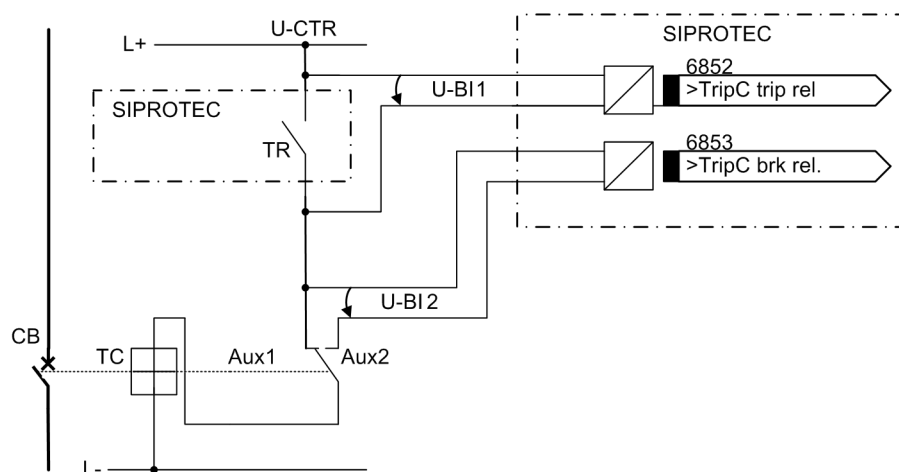 U-CTR
L+
SIPROTEC
SIPROTEC
6852
>TripC trip rel
U-BI1
TR
6853
>TripC brk rel.
U-BI2
CB
TC
Aux1
Aux2
L-